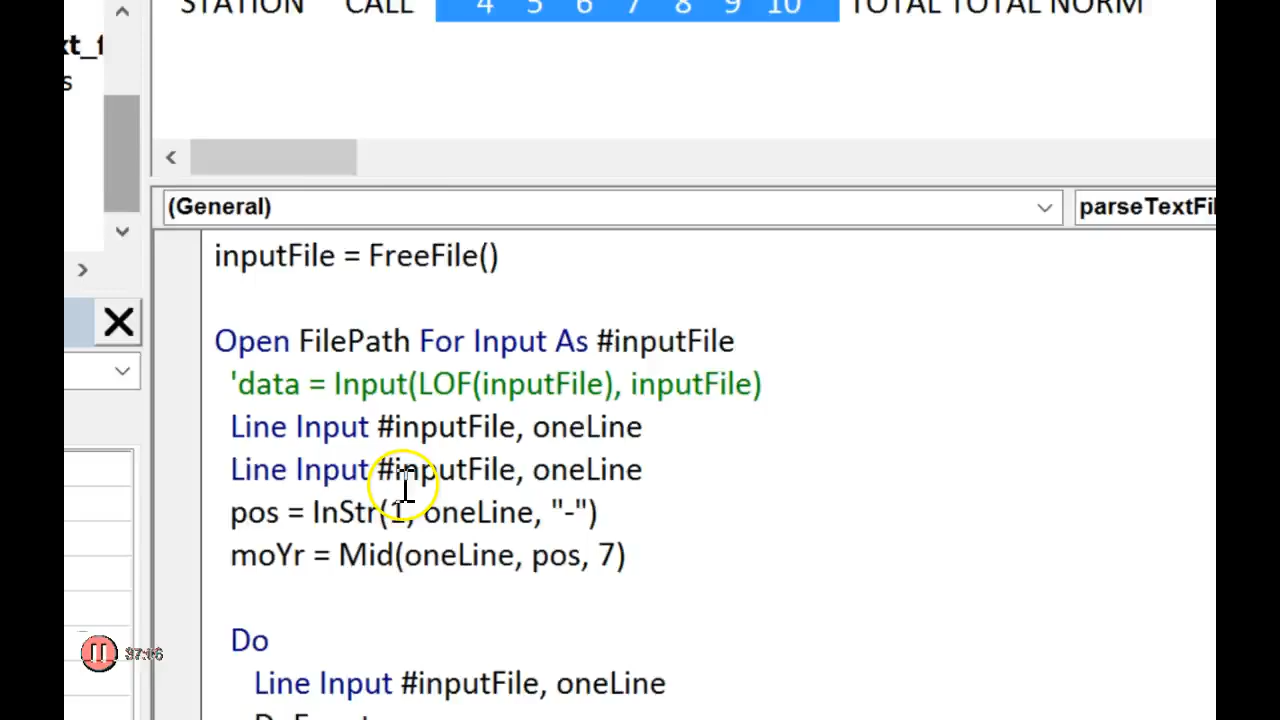 STATION CALL 4 5 6 7 8 9 10 TOTAL TOTAL NORM
xt_f
s
(General)
parseTextFil
inputFile = FreeFile()
Open FilePath For Input As #inputFile
'data = Input(LOF(inputFile), inputFile)
Line Input #inputFile, oneLine
Line Input #inputFile, oneLine
pos = InStr(1, oneLine, "-")
moYr = Mid(oneLine, pos, 7)
Do
Line Input #inputFile, oneLine